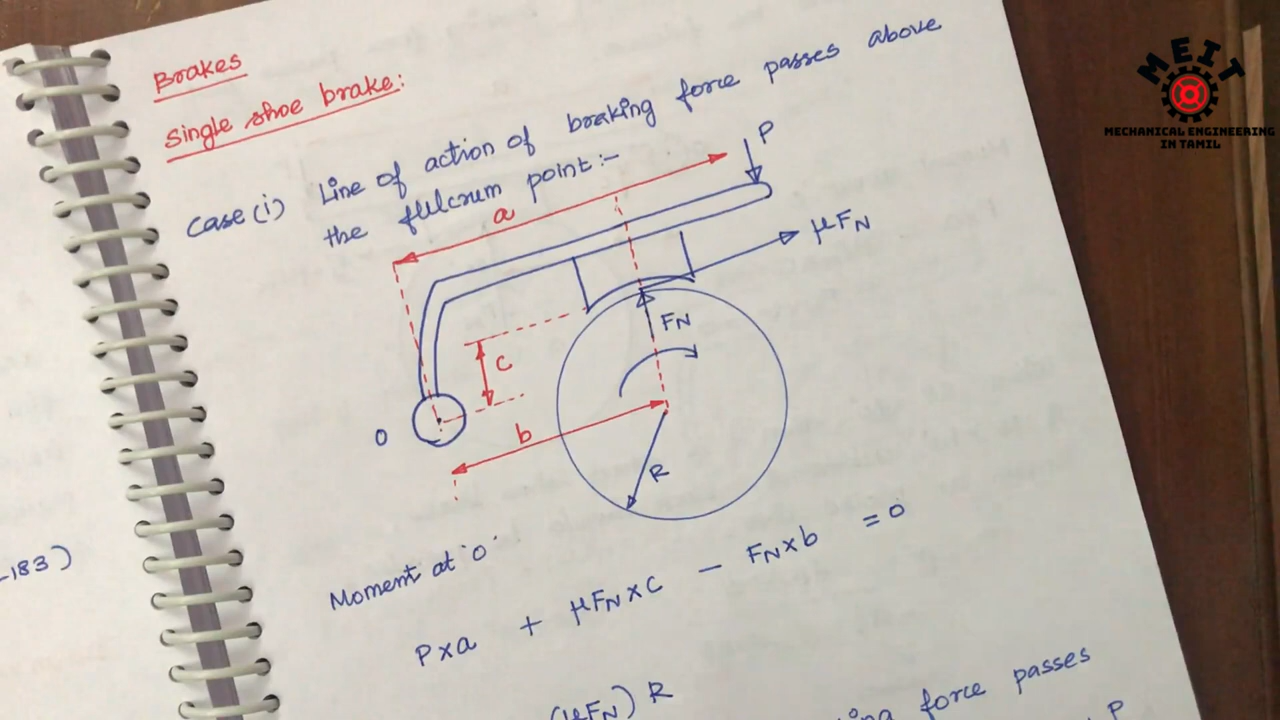 Brakes
Single shoe brake:
Case(i) Line of action of braking force passes above
the fulcrum point:-
a
P
μFN
FN
C
O
b
R
Moment at 'O'
P×a + μFN×C - FN×b = 0
-183)
(μFN) R
force passes
P
MEIT
MECHANICAL ENGINEERING
IN TAMIL